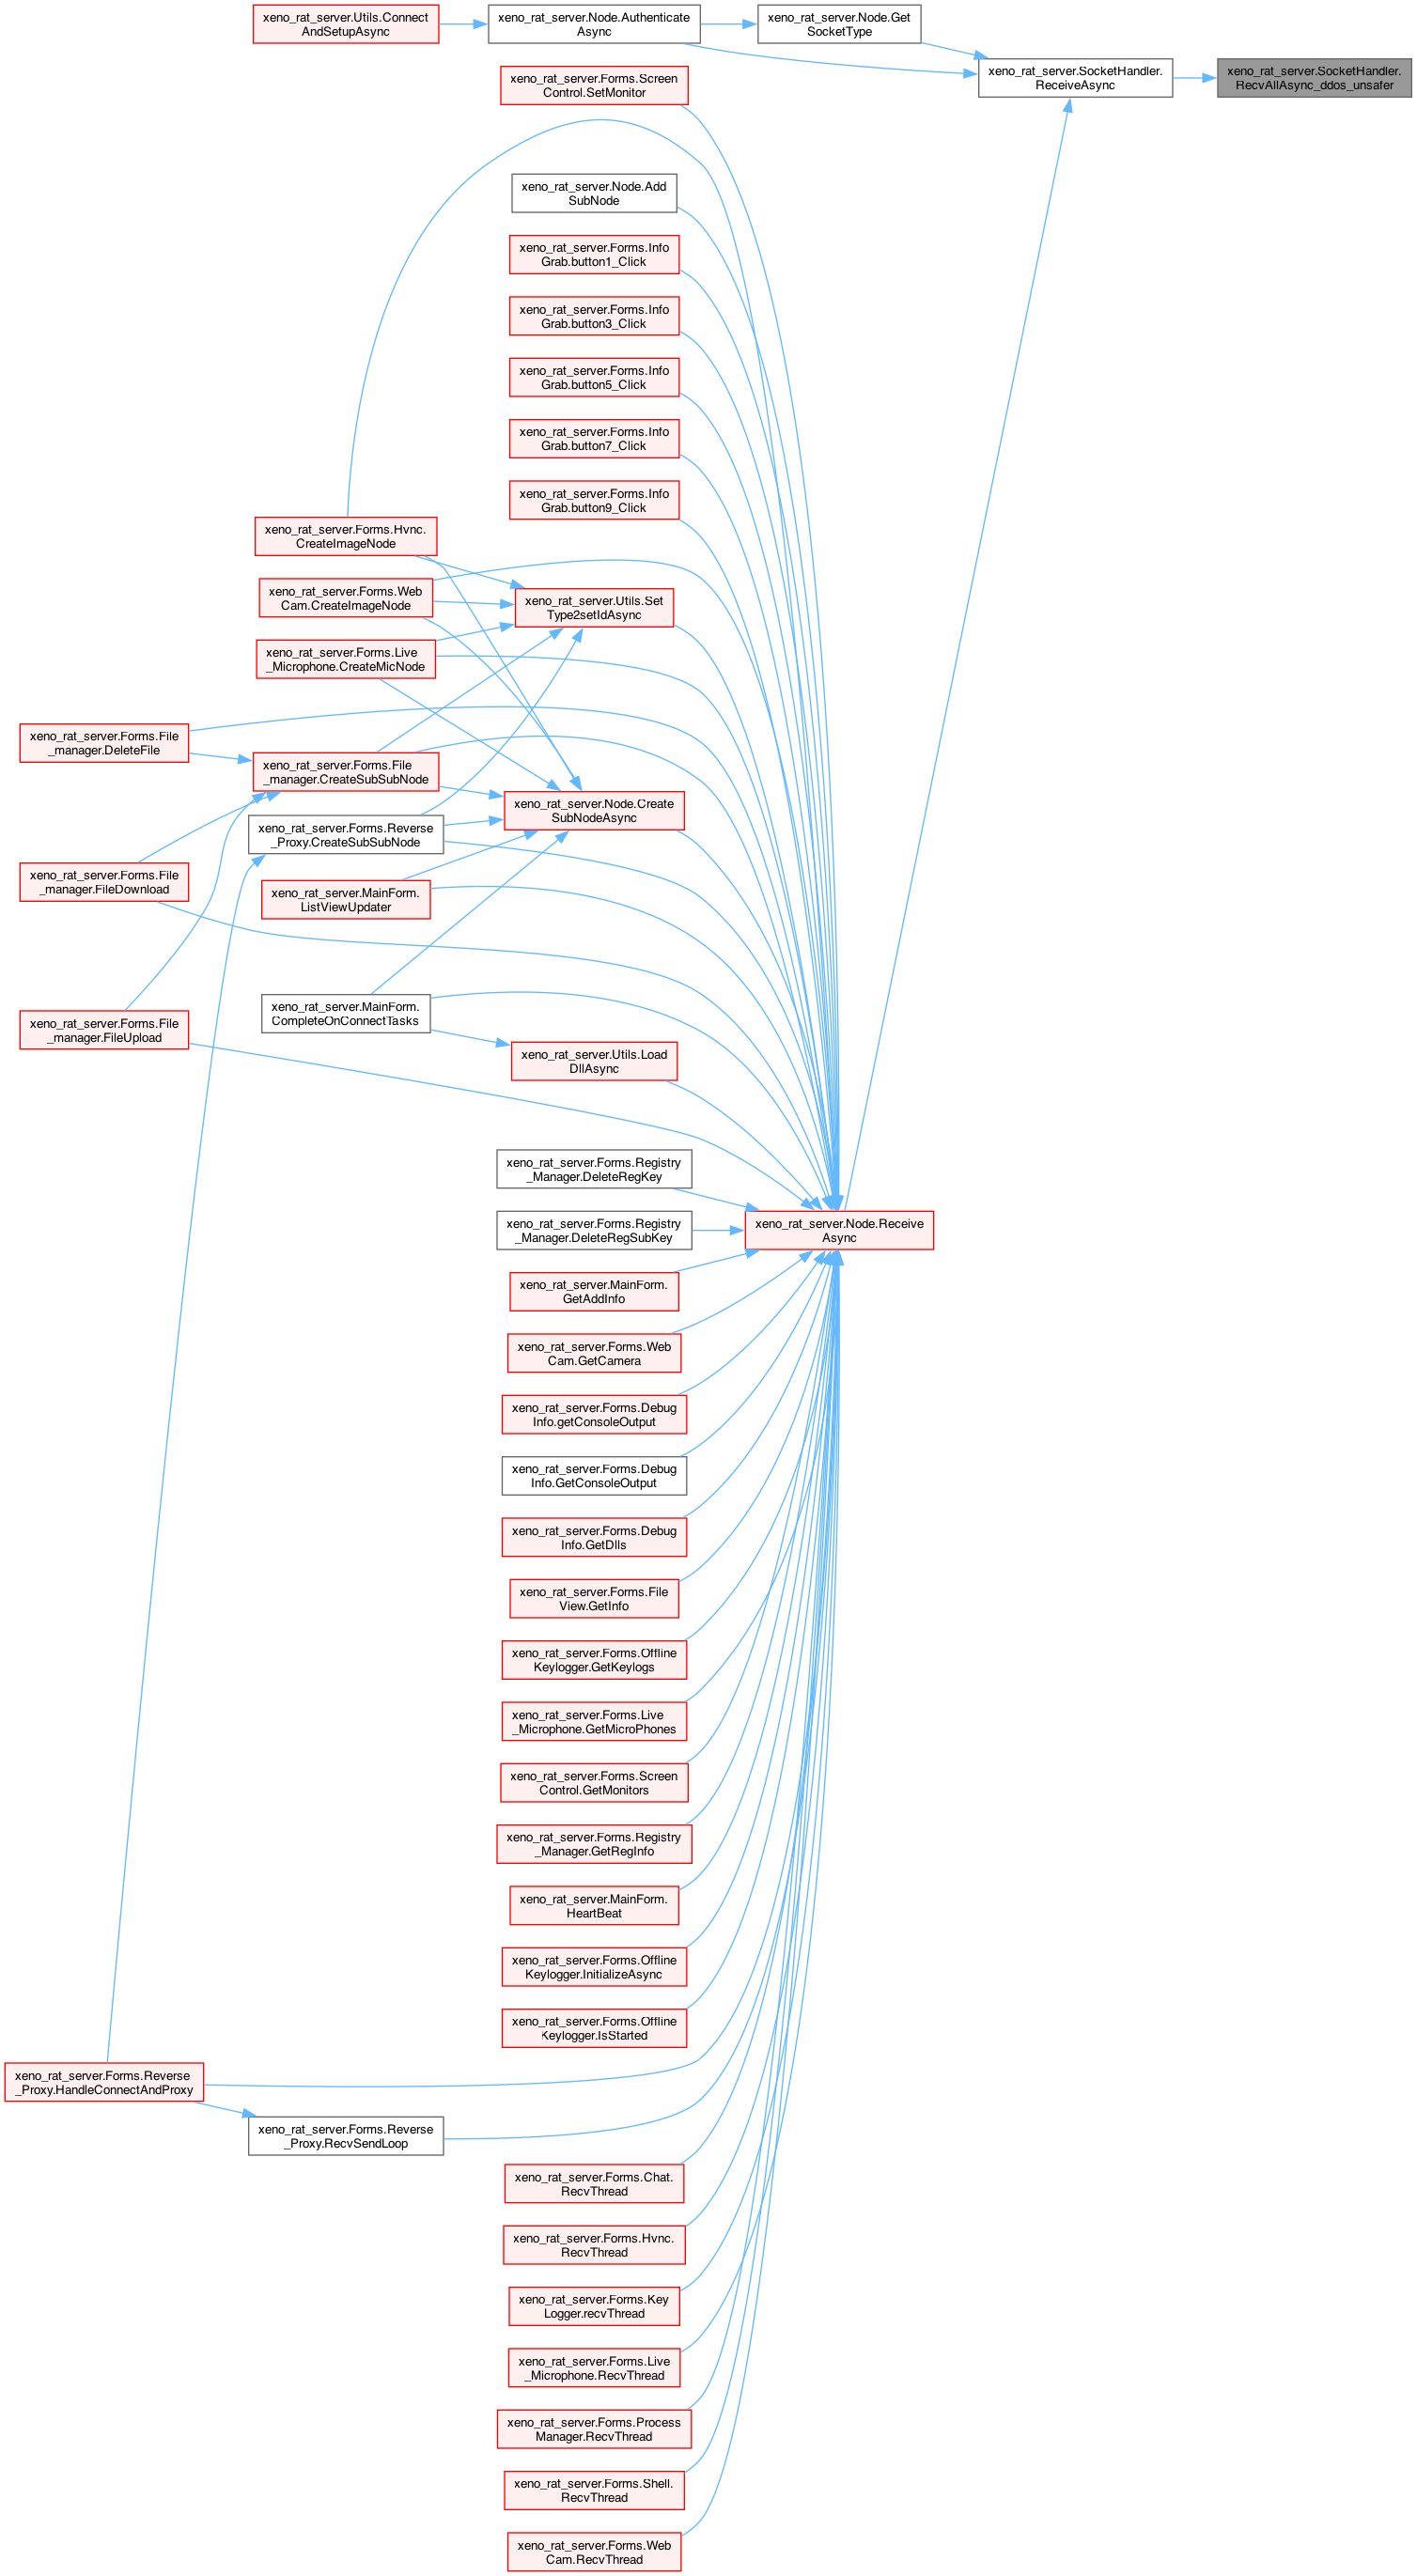 xeno_rat_server.Utils.Connect
AndSetupAsync
xeno_rat_server.Node.Authenticate
Async
xeno_rat_server.Node.Get
SocketType
xeno_rat_server.SocketHandler.
ReceiveAsync
xeno_rat_server.SocketHandler.
RecvAllAsync_ddos_unsafer
xeno_rat_server.Forms.Screen
Control.SetMonitor
xeno_rat_server.Node.Add
SubNode
xeno_rat_server.Forms.Info
Grab.button1_Click
xeno_rat_server.Forms.Info
Grab.button3_Click
xeno_rat_server.Forms.Info
Grab.button5_Click
xeno_rat_server.Forms.Info
Grab.button7_Click
xeno_rat_server.Forms.Info
Grab.button9_Click
xeno_rat_server.Forms.Hvnc.
CreateImageNode
xeno_rat_server.Forms.Web
Cam.CreateImageNode
xeno_rat_server.Utils.Set
Type2setIdAsync
xeno_rat_server.Forms.Live
_Microphone.CreateMicNode
xeno_rat_server.Forms.File
_manager.DeleteFile
xeno_rat_server.Forms.File
_manager.CreateSubSubNode
xeno_rat_server.Node.Create
SubNodeAsync
xeno_rat_server.Forms.Reverse
_Proxy.CreateSubSubNode
xeno_rat_server.Forms.File
_manager.FileDownload
xeno_rat_server.MainForm.
ListViewUpdater
xeno_rat_server.MainForm.
CompleteOnConnectTasks
xeno_rat_server.Forms.File
_manager.FileUpload
xeno_rat_server.Utils.Load
DllAsync
xeno_rat_server.Forms.Registry
_Manager.DeleteRegKey
xeno_rat_server.Node.Receive
Async
xeno_rat_server.Forms.Registry
_Manager.DeleteRegSubKey
xeno_rat_server.MainForm.
GetAddInfo
xeno_rat_server.Forms.Web
Cam.GetCamera
xeno_rat_server.Forms.Debug
Info.getConsoleOutput
xeno_rat_server.Forms.Debug
Info.GetConsoleOutput
xeno_rat_server.Forms.Debug
Info.GetDlls
xeno_rat_server.Forms.File
View.GetInfo
xeno_rat_server.Forms.Offline
Keylogger.GetKeylogs
xeno_rat_server.Forms.Live
_Microphone.GetMicroPhones
xeno_rat_server.Forms.Screen
Control.GetMonitors
xeno_rat_server.Forms.Registry
_Manager.GetRegInfo
xeno_rat_server.MainForm.
HeartBeat
xeno_rat_server.Forms.Offline
Keylogger.InitializeAsync
xeno_rat_server.Forms.Offline
Keylogger.IsStarted
xeno_rat_server.Forms.Reverse
_Proxy.HandleConnectAndProxy
xeno_rat_server.Forms.Reverse
_Proxy.RecvSendLoop
xeno_rat_server.Forms.Chat.
RecvThread
xeno_rat_server.Forms.Hvnc.
RecvThread
xeno_rat_server.Forms.Key
Logger.recvThread
xeno_rat_server.Forms.Live
_Microphone.RecvThread
xeno_rat_server.Forms.Process
Manager.RecvThread
xeno_rat_server.Forms.Shell.
RecvThread
xeno_rat_server.Forms.Web
Cam.RecvThread